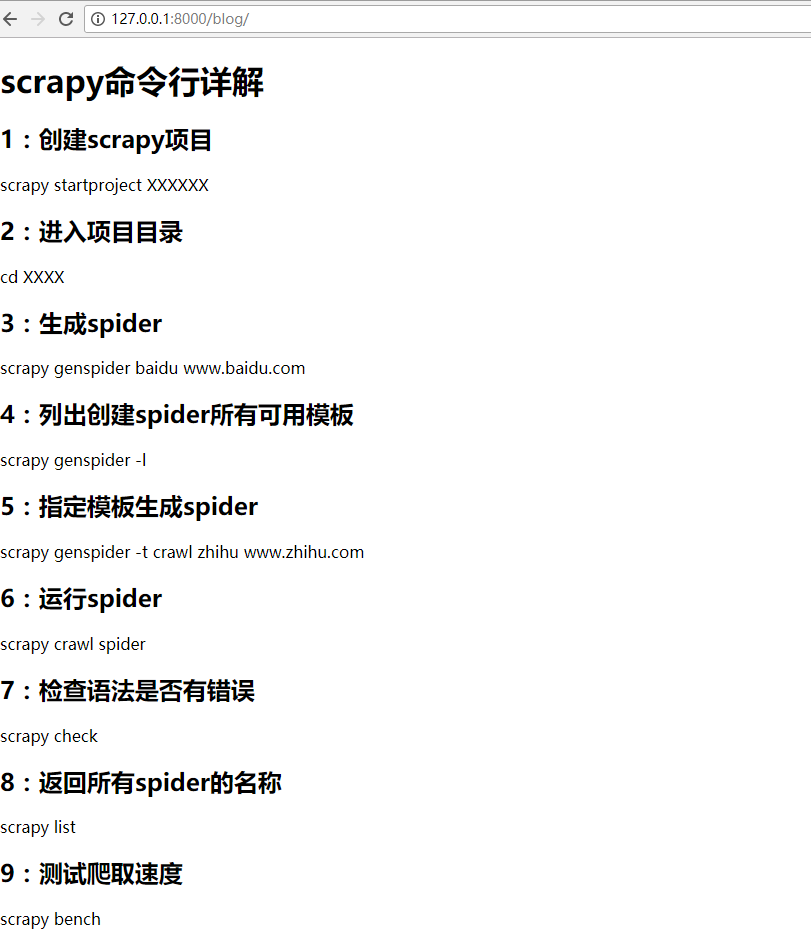 127.0.0.1:8000/blog/
scrapy命令行详解
1：创建scrapy项目
scrapy startproject XXXXXX
2：进入项目目录
cd XXXX
3：生成spider
scrapy genspider baidu www.baidu.com
4：列出创建spider所有可用模板
scrapy genspider -l
5：指定模板生成spider
scrapy genspider -t crawl zhihu www.zhihu.com
6：运行spider
scrapy crawl spider
7：检查语法是否有错误
scrapy check
8：返回所有spider的名称
scrapy list
9：测试爬取速度
scrapy bench